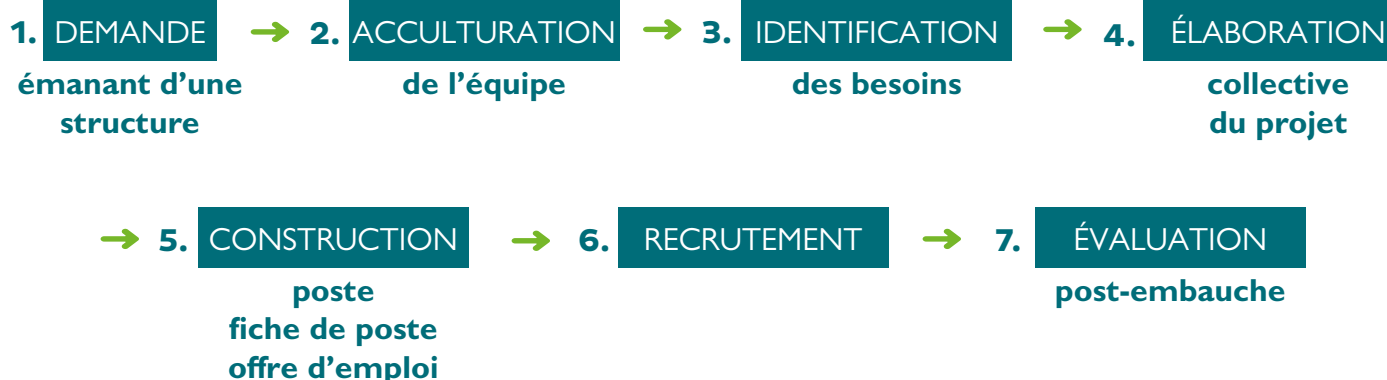 1. DEMANDE → 2. ACCULTURATION → 3. IDENTIFICATION → 4. ÉLABORATION
émanant d'une structure
de l'équipe
des besoins
collective du projet
→ 5. CONSTRUCTION → 6. RECRUTEMENT → 7. ÉVALUATION
poste
fiche de poste
offre d'emploi
post-embauche